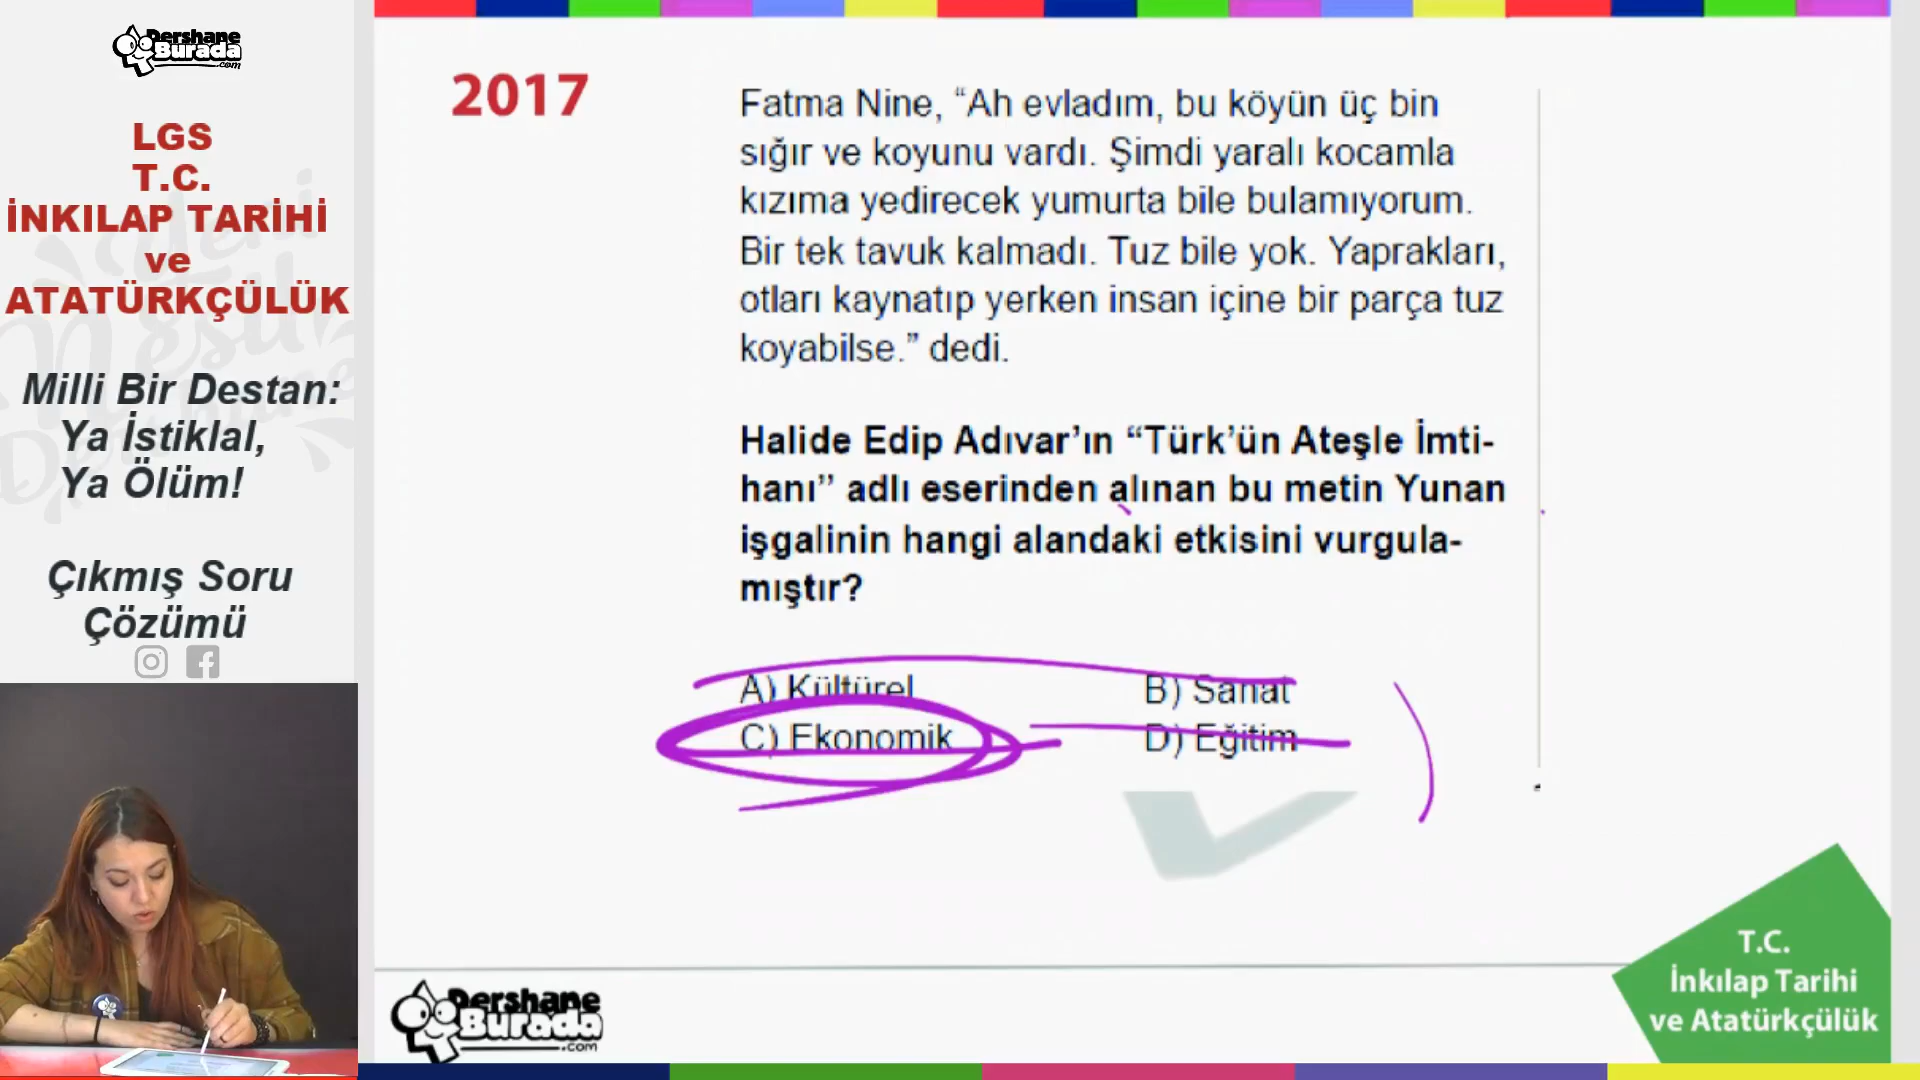 Dershane
Burada
.com
LGS
T.C.
İNKILAP TARİHİ
ve
ATATÜRKÇÜLÜK
Milli Bir Destan:
Ya İstiklal,
Ya Ölüm!
Çıkmış Soru
Çözümü
2017
Fatma Nine, “Ah evladım, bu köyün üç bin
sığır ve koyunu vardı. Şimdi yaralı kocamla
kızıma yedirecek yumurta bile bulamıyorum.
Bir tek tavuk kalmadı. Tuz bile yok. Yaprakları,
otları kaynatıp yerken insan içine bir parça tuz
koyabilse.” dedi.
Halide Edip Adıvar’ın “Türk’ün Ateşle İmti-
hanı” adlı eserinden alınan bu metin Yunan
işgalinin hangi alandaki etkisini vurgula-
mıştır?
A) Kültürel B) Sanat
C) Ekonomik D) Eğitim
Dershane
Burada
.com
T.C.
İnkılap Tarihi
ve Atatürkçülük